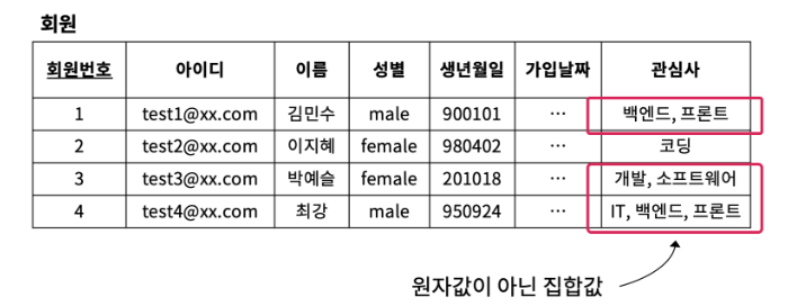 회원
회원번호 아이디 이름 성별 생년월일 가입날짜 관심사
1 test1@xx.com 김민수 male 900101 ... 백엔드, 프론트
2 test2@xx.com 이지혜 female 980402 ... 코딩
3 test3@xx.com 박예슬 female 201018 ... 개발, 소프트웨어
4 test4@xx.com 최강 male 950924 ... IT, 백엔드, 프론트
원자값이 아닌 집합값